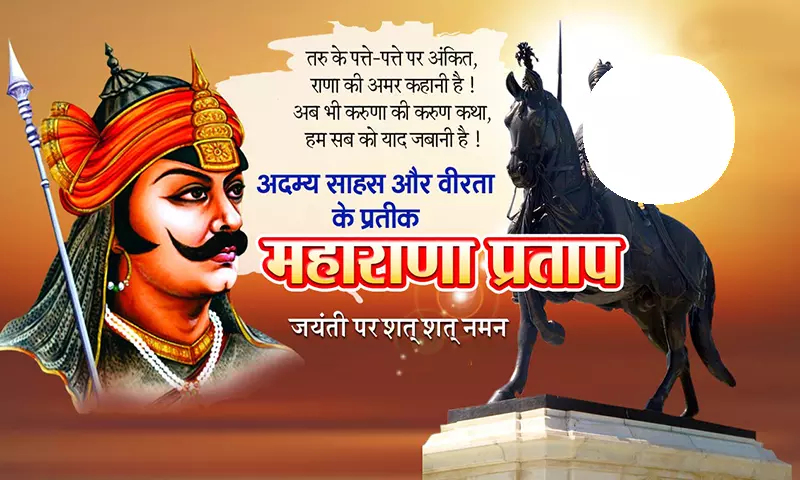 तरु के पत्ते-पत्ते पर अंकित,
राणा की अमर कहानी है !
अब भी करुणा की करुण कथा,
हम सब को याद जबानी है !
अदम्य साहस और वीरता
के प्रतीक
महाराणा प्रताप
जयंती पर शत् शत् नमन